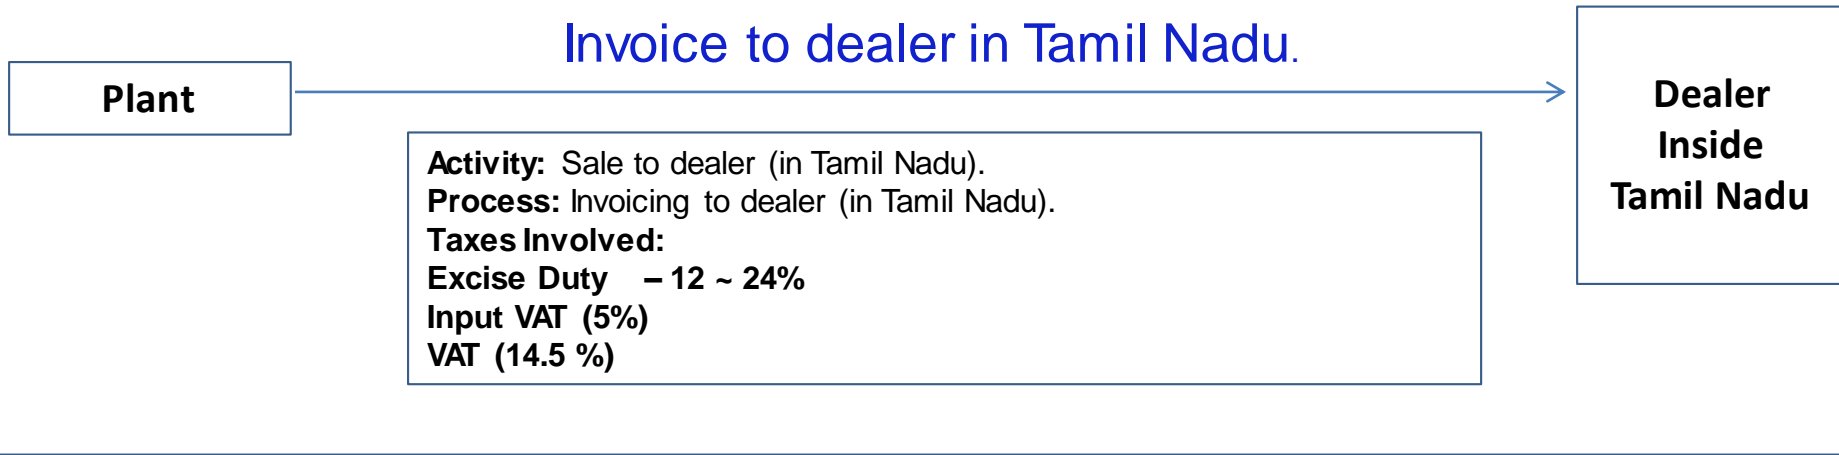 Invoice to dealer in Tamil Nadu.
Plant
Dealer
Inside
Tamil Nadu
Activity: Sale to dealer (in Tamil Nadu).
Process: Invoicing to dealer (in Tamil Nadu).
Taxes Involved:
Excise Duty – 12 ~ 24%
Input VAT (5%)
VAT (14.5 %)